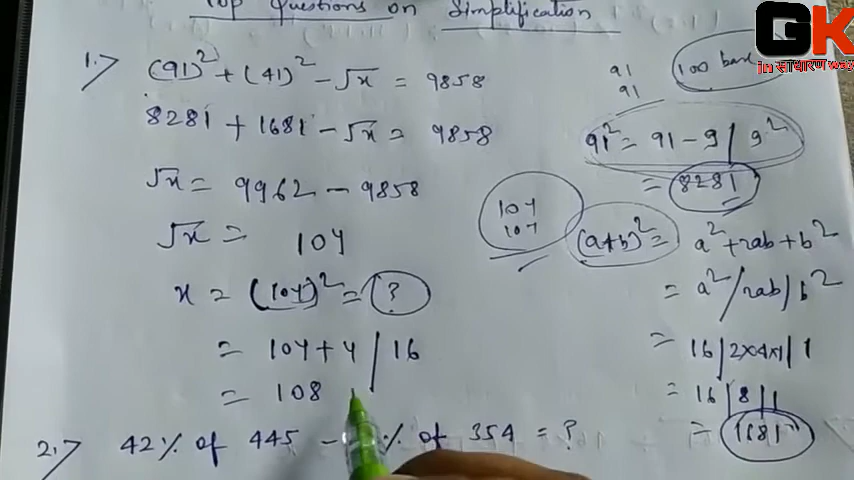 Top Questions on Simplification
GK
in साधारण way
1.7 (91)² + (41)² - √x = 9858
8281 + 1681 - √x = 9858
√x = 9962 - 9858
√x = 104
x = (104)² = ?
= 104 + 4 | 16
= 108
91
91
100 base
91² = 91 - 9 | 9²
= 8281
104
104
(a+b)² = a² + 2ab + b²
= a² / 2ab | b²
= 16 | 2×4×1 | 1
= 16 | 8 | 1
= 1681
2.7 42% of 445 - % of 354 = ?